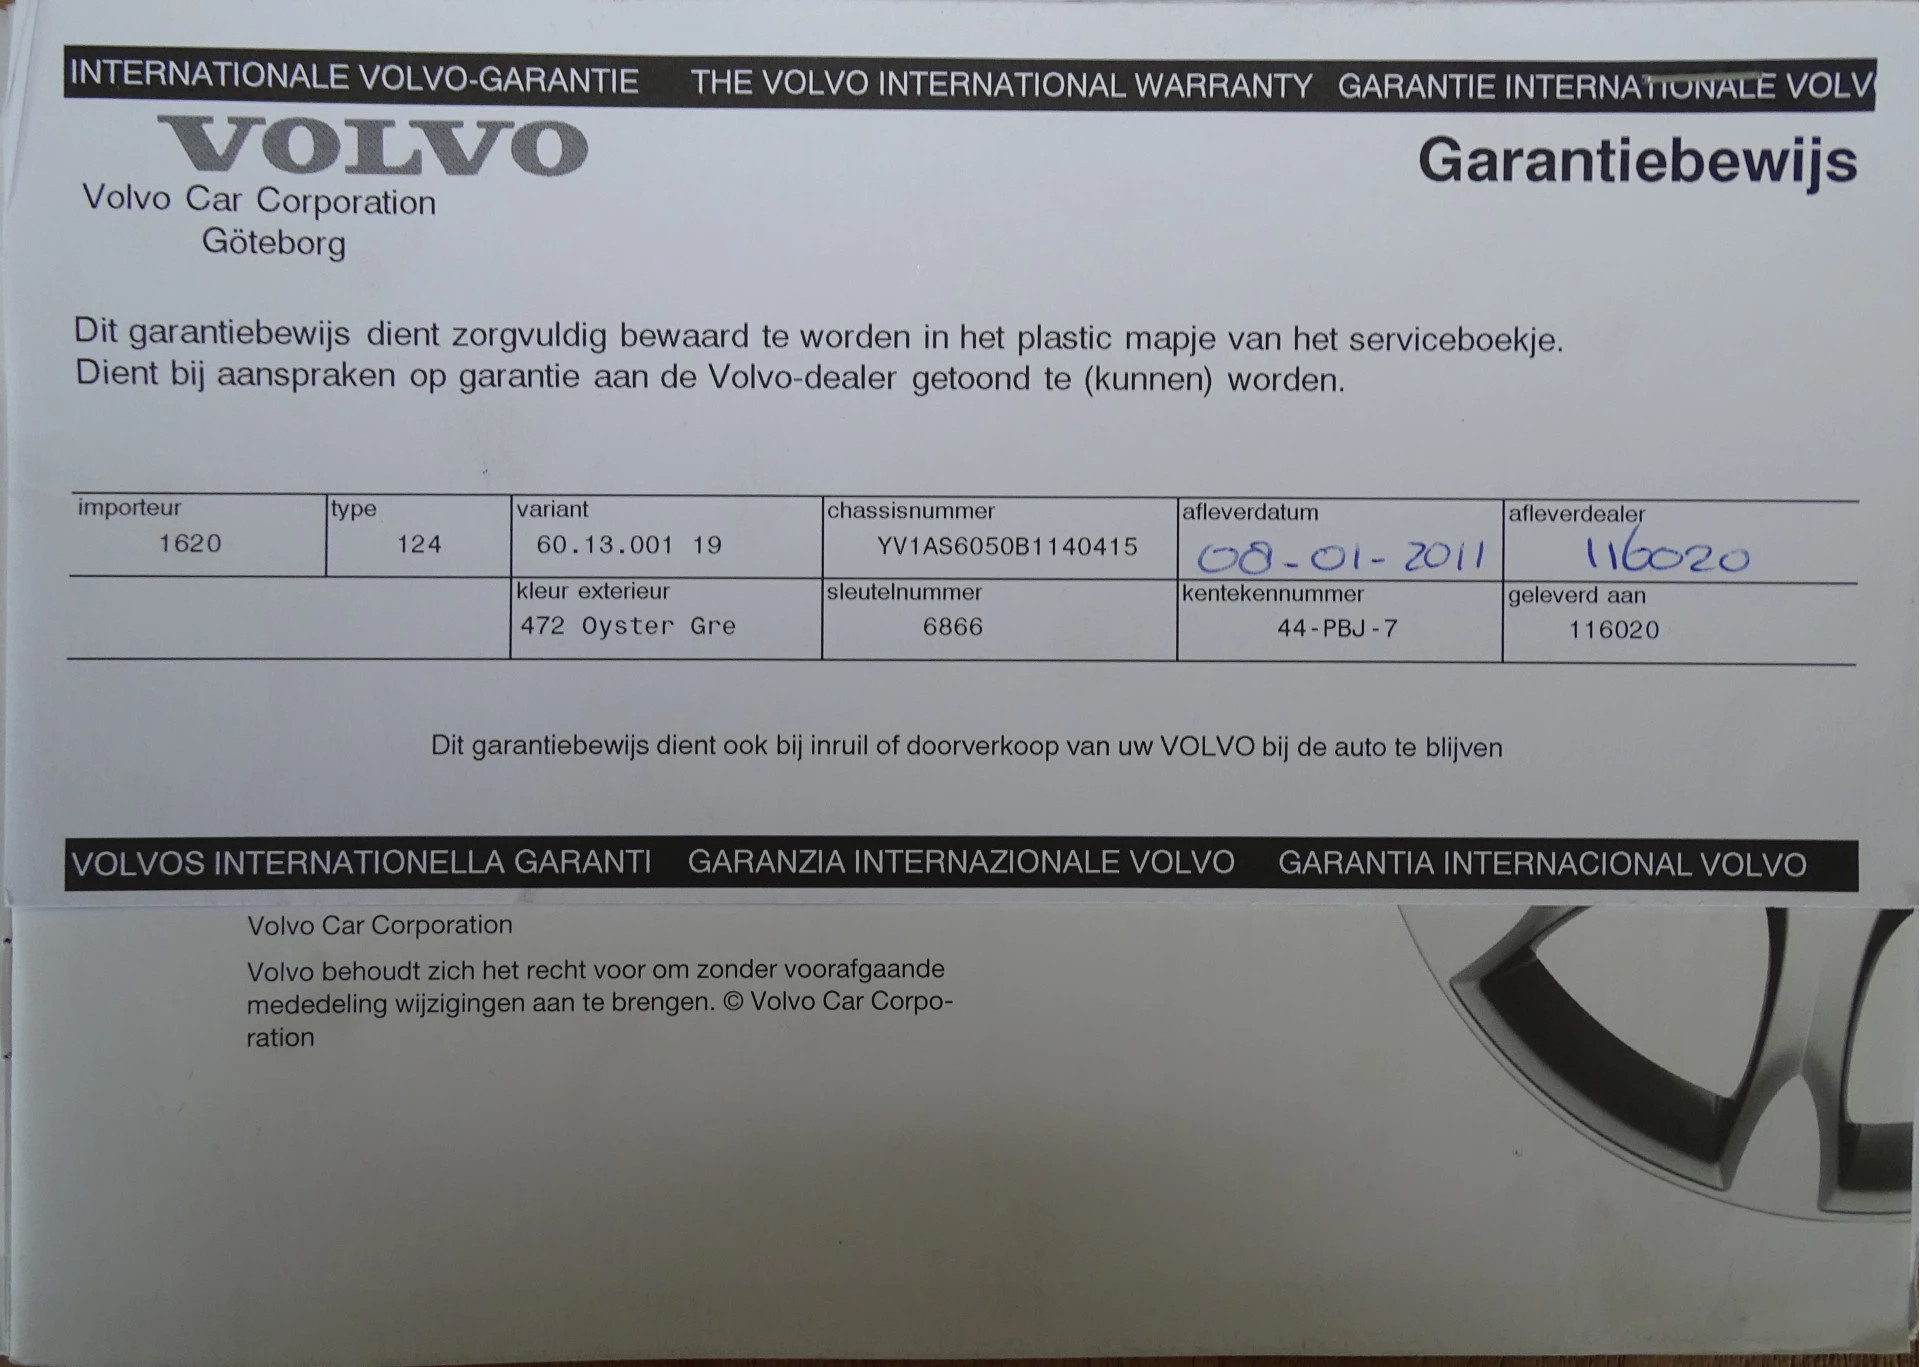 INTERNATIONALE VOLVO-GARANTIE THE VOLVO INTERNATIONAL WARRANTY GARANTIE INTERNATIONALE VOLV
VOLVO
Garantiebewijs
Volvo Car Corporation
Göteborg
Dit garantiebewijs dient zorgvuldig bewaard te worden in het plastic mapje van het serviceboekje.
Dient bij aanspraken op garantie aan de Volvo-dealer getoond te (kunnen) worden.
importeur type variant chassisnummer afleverdatum afleverdealer
1620 124 60.13.001 19 YV1AS6050B1140415 08-01-2011 116020
kleur exterieur sleutelnummer kentekennummer geleverd aan
472 Oyster Gre 6866 44-PBJ-7 116020
Dit garantiebewijs dient ook bij inruil of doorverkoop van uw VOLVO bij de auto te blijven
VOLVOS INTERNATIONELLA GARANTI GARANZIA INTERNAZIONALE VOLVO GARANTIA INTERNACIONAL VOLVO
Volvo Car Corporation
Volvo behoudt zich het recht voor om zonder voorafgaande
mededeling wijzigingen aan te brengen. © Volvo Car Corpo-
ration